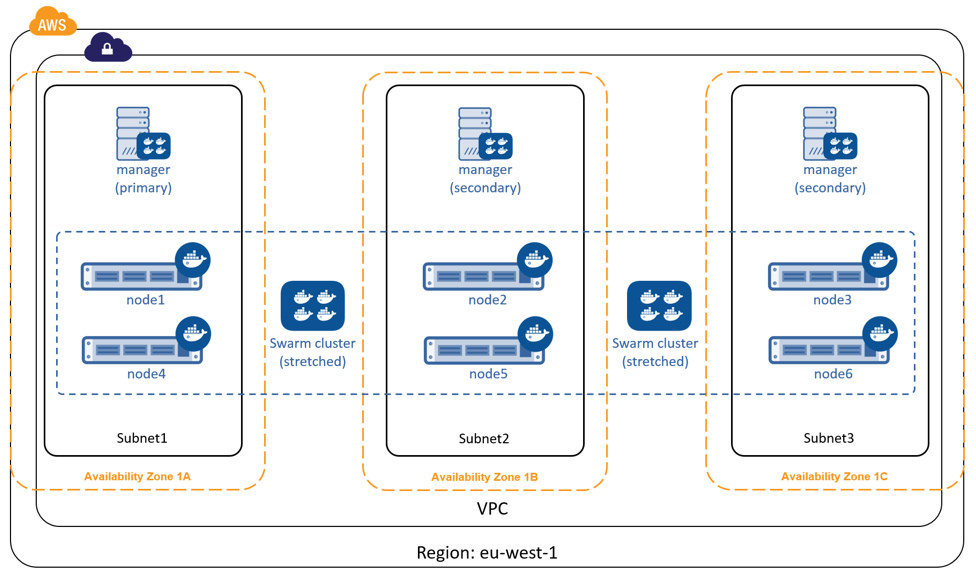 AWS
manager
(primary)
manager
(secondary)
manager
(secondary)
node1
node2
node3
Swarm cluster
(stretched)
Swarm cluster
(stretched)
node4
node5
node6
Subnet1
Subnet2
Subnet3
Availability Zone 1A
Availability Zone 1B
Availability Zone 1C
VPC
Region: eu-west-1